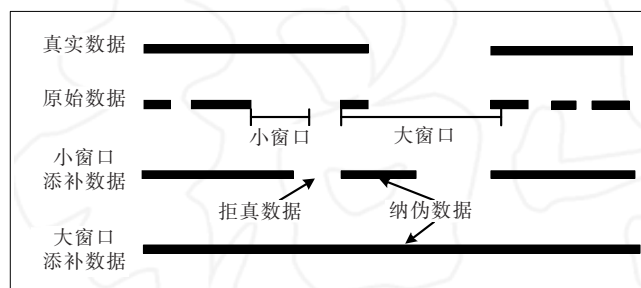 真实数据
原始数据
小窗口
大窗口
小窗口
添补数据
拒真数据
纳伪数据
大窗口
添补数据